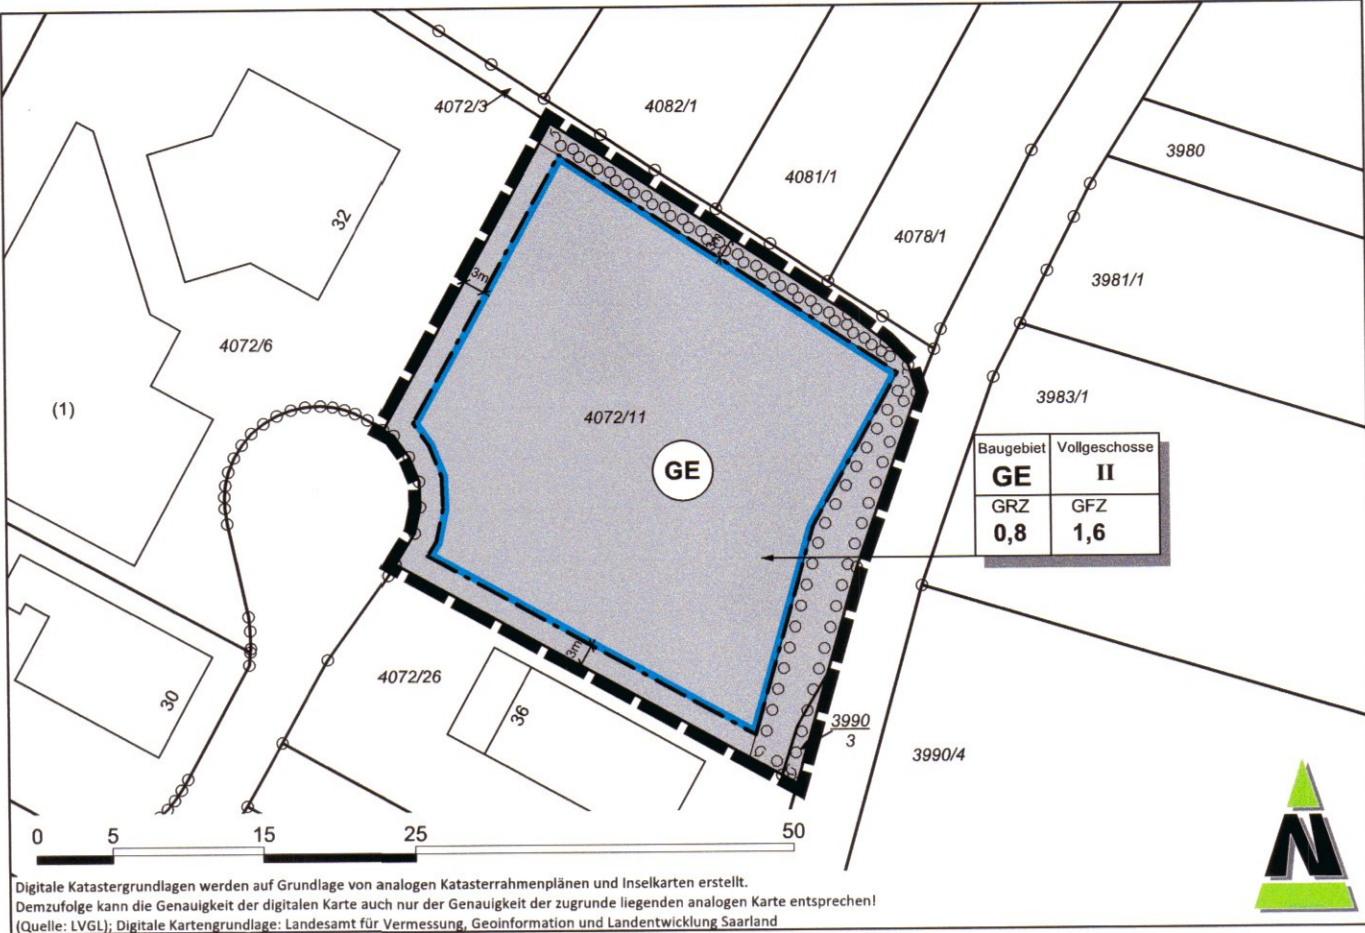 4072/3
4082/1
4081/1
3980
4078/1
32
3m
3m
3981/1
4072/6
3983/1
(1)
4072/11
GE
Baugebiet Vollgeschosse
GE II
GRZ GFZ
0,8 1,6
3m
4072/26
30
36
3990
3
3990/4
0 5 15 25 50
N
Digitale Katastergrundlagen werden auf Grundlage von analogen Katasterrahmenplänen und Inselkarten erstellt.
Demzufolge kann die Genauigkeit der digitalen Karte auch nur der Genauigkeit der zugrunde liegenden analogen Karte entsprechen!
(Quelle: LVGL); Digitale Kartengrundlage: Landesamt für Vermessung, Geoinformation und Landentwicklung Saarland